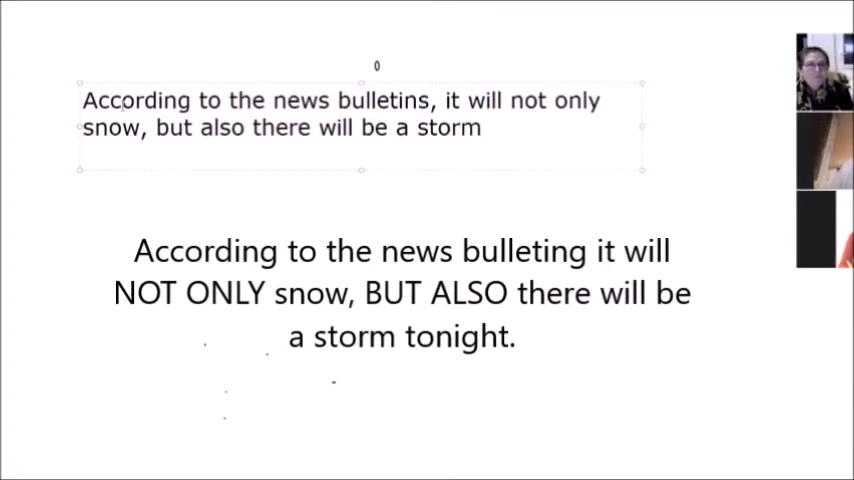 According to the news bulletins, it will not only
snow, but also there will be a storm
According to the news bulleting it will
NOT ONLY snow, BUT ALSO there will be
a storm tonight.